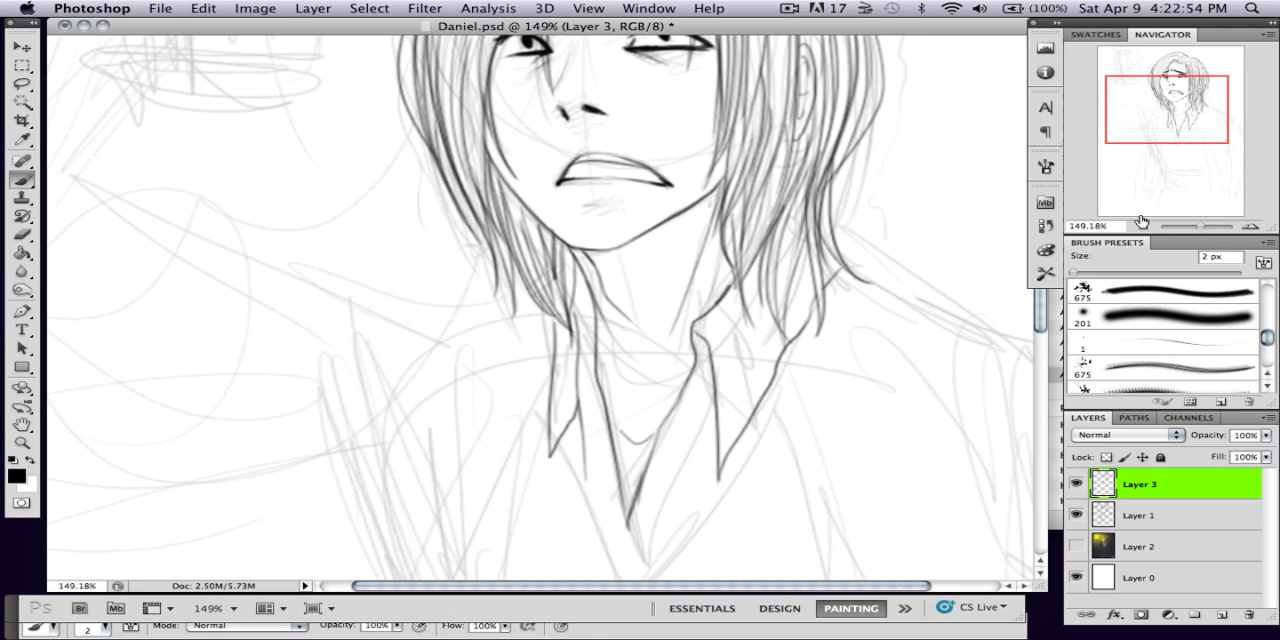 Photoshop File Edit Image Layer Select Filter Analysis 3D View Window Help 17 (100%) Sat Apr 9 4:22:54 PM
Daniel.psd @ 149% (Layer 3, RGB/8) *
SWATCHES NAVIGATOR
149.18%
BRUSH PRESETS
Size: 2 px
675
201
1
675
LAYERS PATHS CHANNELS
Normal Opacity: 100%
Lock: Fill: 100%
Layer 3
Layer 1
Layer 2
Layer 0
149.18% Doc: 2.50M/5.73M
Ps Br Mb 149% ESSENTIALS DESIGN PAINTING CS Live
2 Mode: Normal Opacity: 100% Flow: 100%